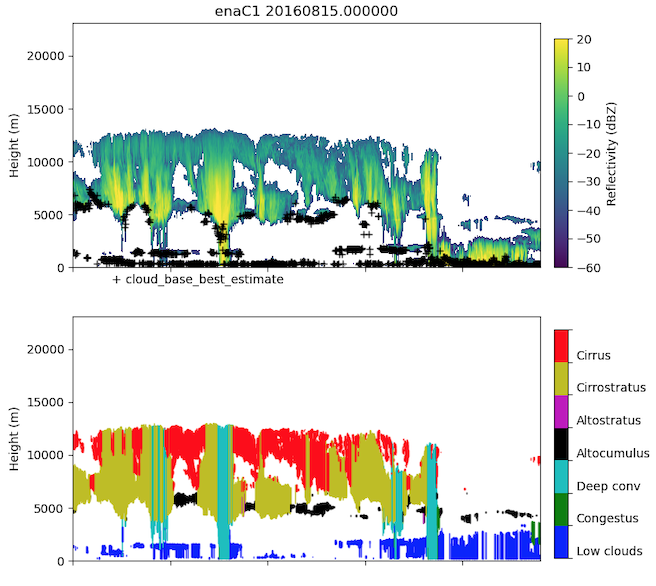 enaC1 20160815.000000
20000
15000
10000
5000
0
Height (m)
20
10
0
−10
−20
−30
−40
−50
−60
Reflectivity (dBZ)
+ cloud_base_best_estimate
20000
15000
10000
5000
0
Height (m)
Cirrus
Cirrostratus
Altostratus
Altocumulus
Deep conv
Congestus
Low clouds